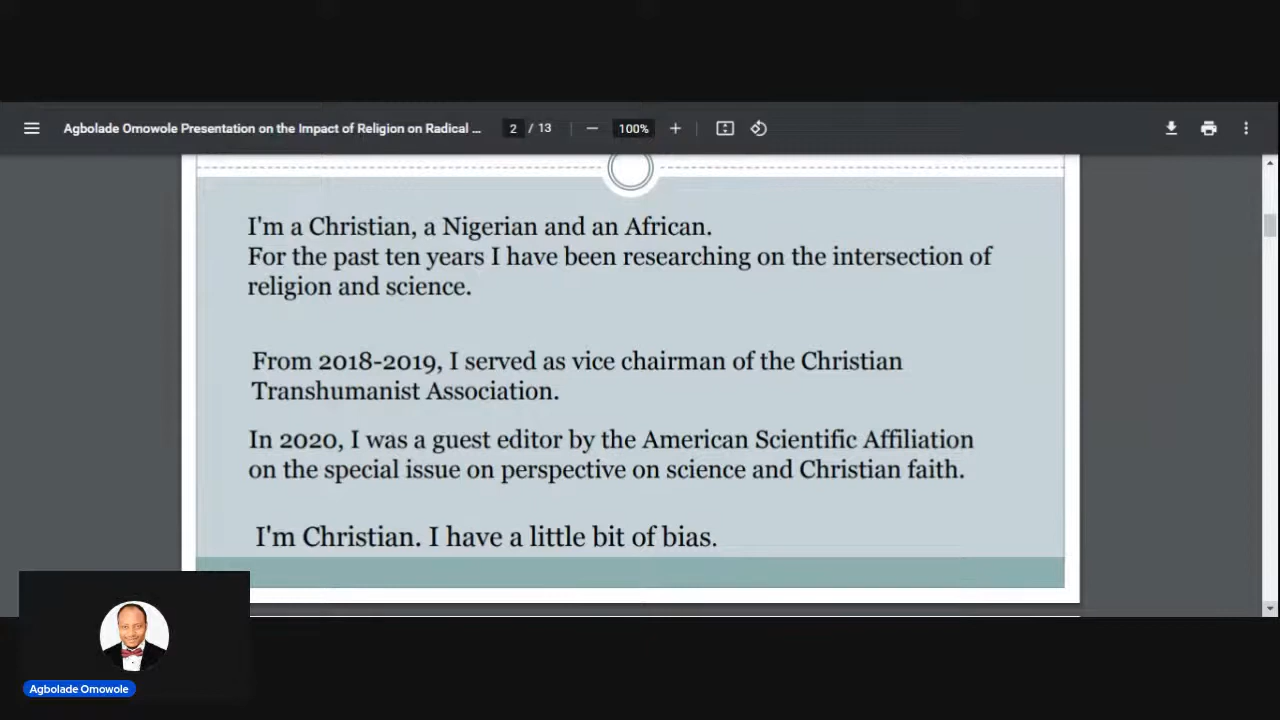 Agbolade Omowole Presentation on the Impact of Religion on Radical ...
2 / 13
100%
I'm a Christian, a Nigerian and an African.
For the past ten years I have been researching on the intersection of
religion and science.
From 2018-2019, I served as vice chairman of the Christian
Transhumanist Association.
In 2020, I was a guest editor by the American Scientific Affiliation
on the special issue on perspective on science and Christian faith.
I'm Christian. I have a little bit of bias.
Agbolade Omowole